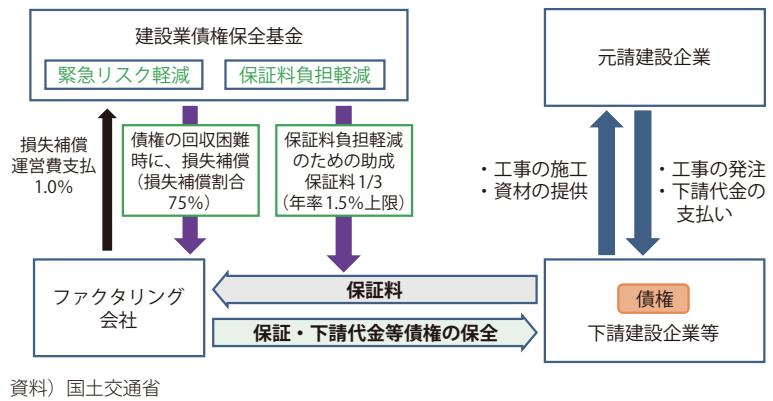 建設業債権保全基金
緊急リスク軽減
保証料負担軽減
元請建設企業
損失補償
運営費支払
1.0%
債権の回収困難
時に、損失補償
（損失補償割合
75%）
保証料負担軽減
のための助成
保証料1/3
（年率1.5%上限）
・工事の施工
・資材の提供
・工事の発注
・下請代金の
支払い
ファクタリング
会社
保証料
保証・下請代金等債権の保全
債権
下請建設企業等
資料）国土交通省